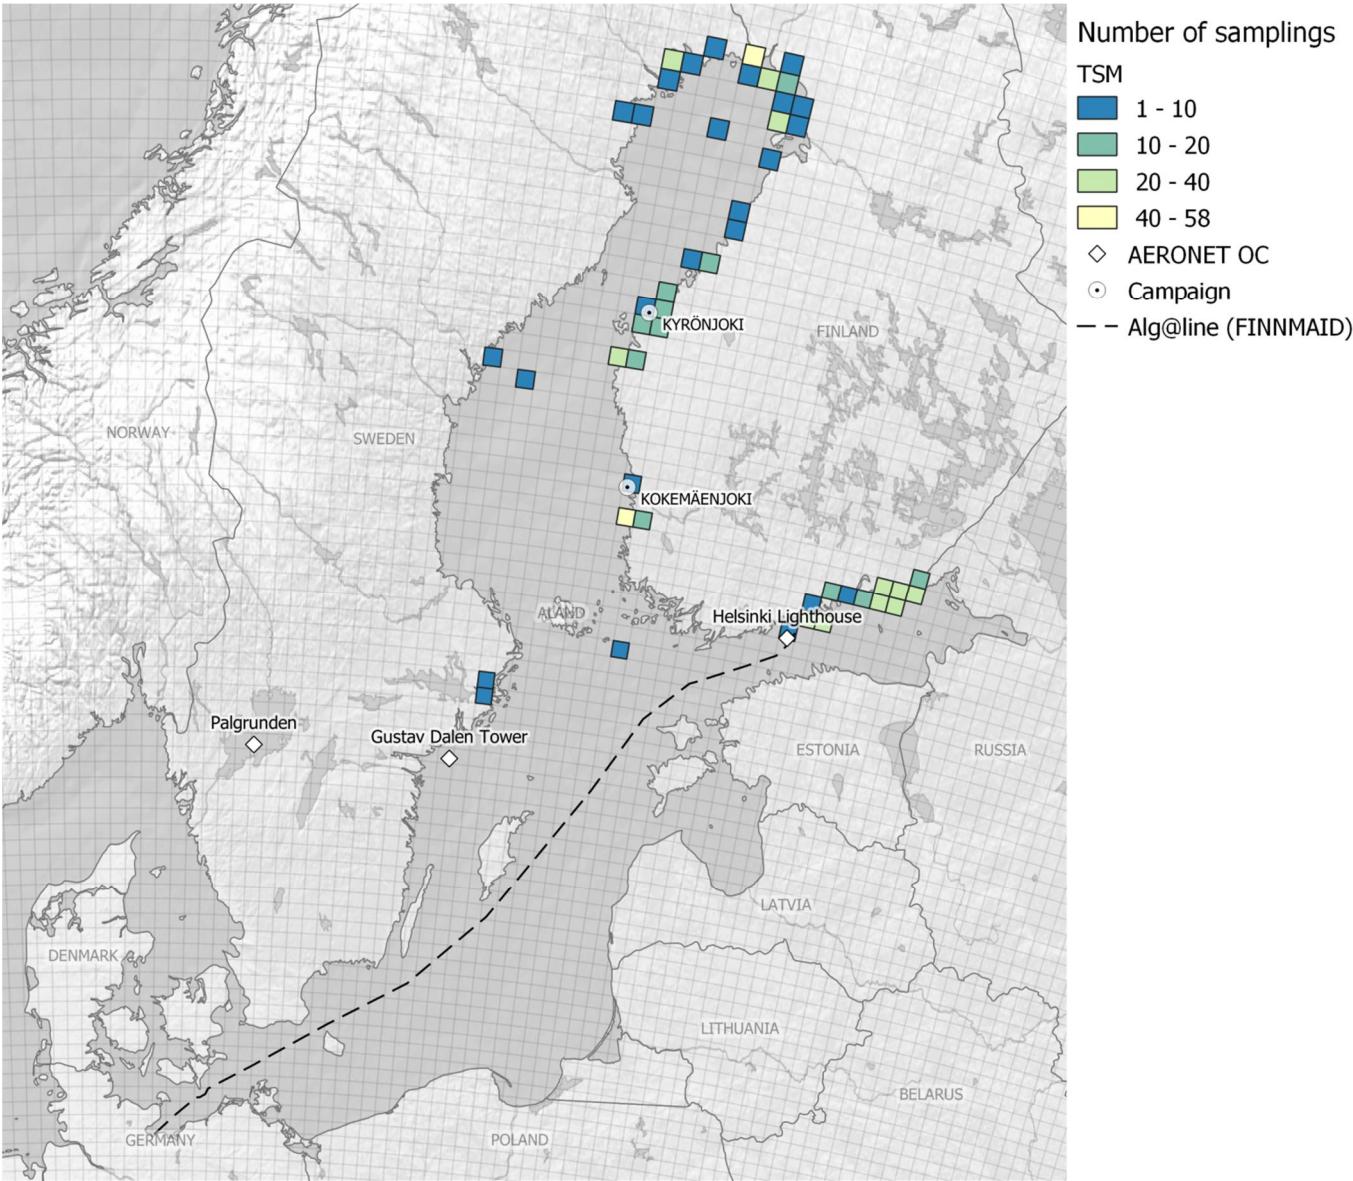 Number of samplings
TSM
1 - 10
10 - 20
20 - 40
40 - 58
AERONET OC
Campaign
Alg@line (FINNMAID)
KYRÖNJOKI
FINLAND
NORWAY
SWEDEN
KOKEMÄENJOKI
ÅLAND
Helsinki Lighthouse
Palgrunden
Gustav Dalen Tower
ESTONIA
RUSSIA
LATVIA
DENMARK
LITHUANIA
BELARUS
GERMANY
POLAND